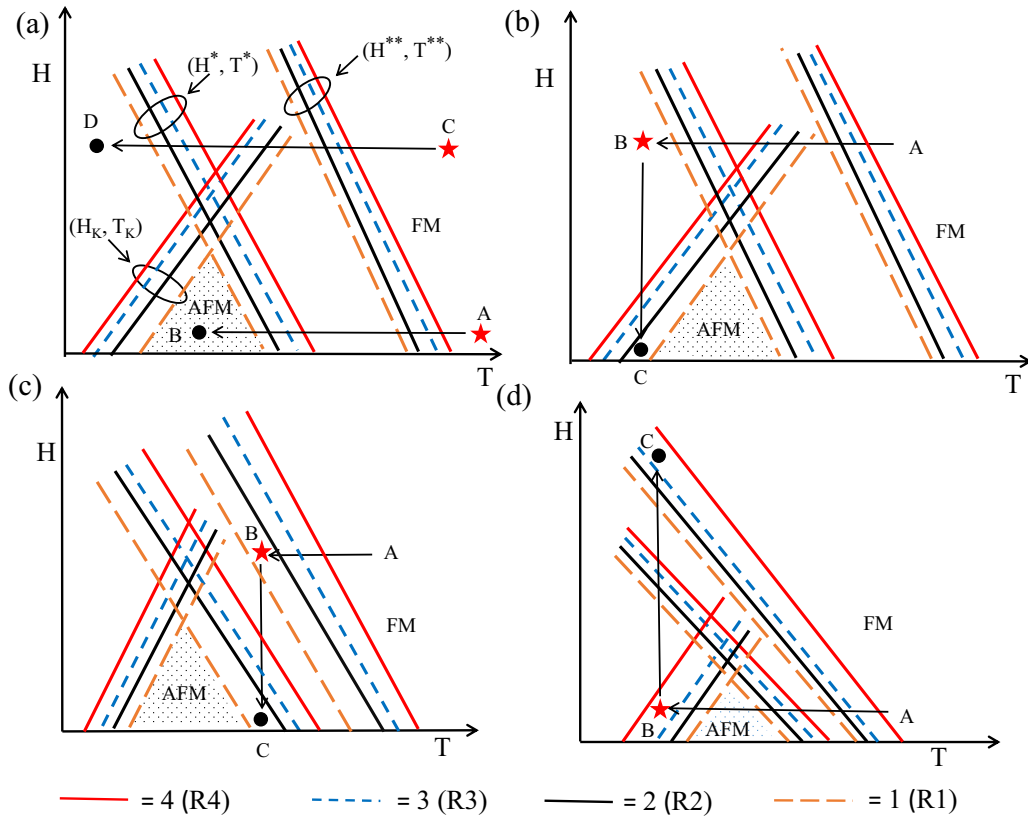 (a)
H
(H*, T*)
(H**, T**)
D
C
(H_K, T_K)
FM
AFM
B
A
T
(b)
H
B
A
FM
AFM
C
T
(c)
H
B
A
FM
AFM
C
T
(d)
H
C
FM
A
B
AFM
T
= 4 (R4)
= 3 (R3)
= 2 (R2)
= 1 (R1)